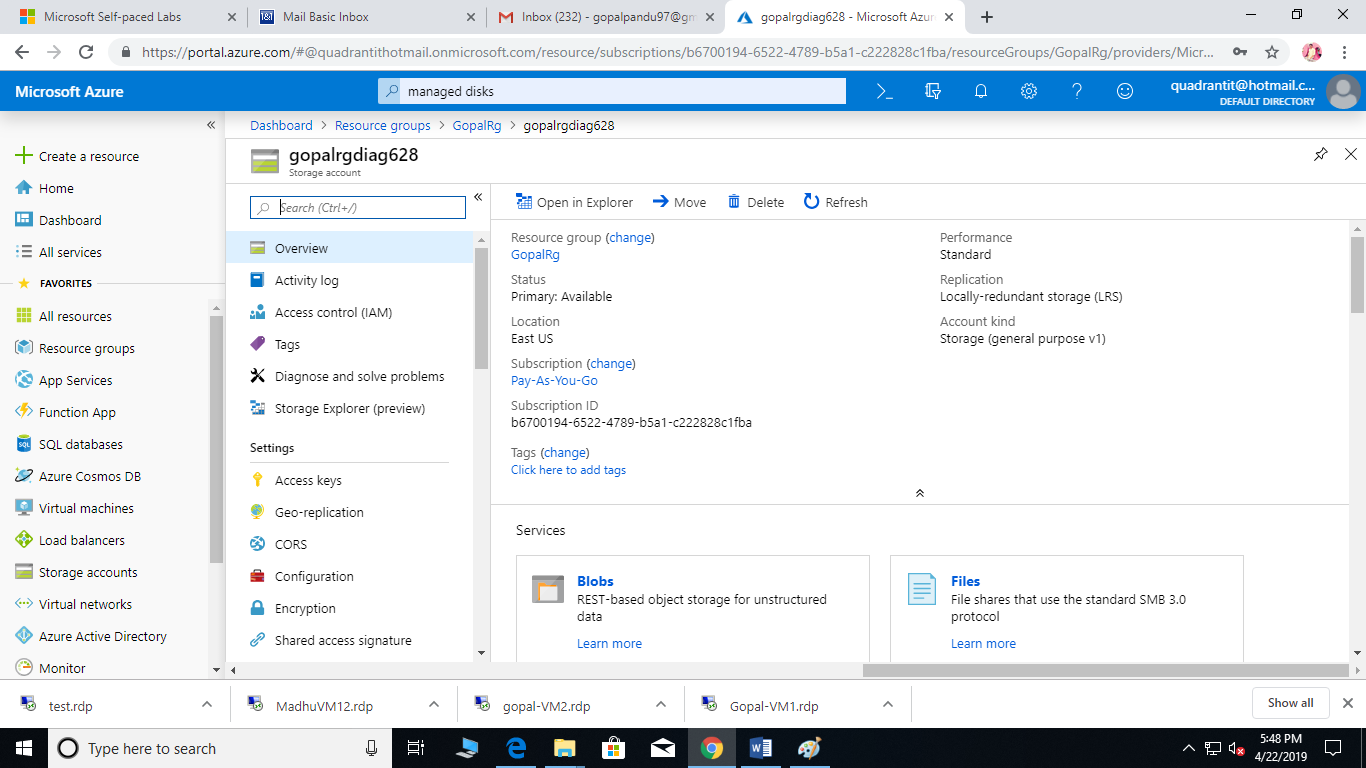 Microsoft Self-paced Labs
Mail Basic Inbox
Inbox (232) - gopalpandu97@gm
gopalrgdiag628 - Microsoft Azur
https://portal.azure.com/#@quadrantithotmail.onmicrosoft.com/resource/subscriptions/b6700194-6522-4789-b5a1-c222828c1fba/resourceGroups/GopalRg/providers/Micr...
Microsoft Azure
managed disks
quadrantit@hotmail.c...
DEFAULT DIRECTORY
Create a resource
Home
Dashboard
All services
FAVORITES
All resources
Resource groups
App Services
Function App
SQL databases
Azure Cosmos DB
Virtual machines
Load balancers
Storage accounts
Virtual networks
Azure Active Directory
Monitor
Dashboard > Resource groups > GopalRg > gopalrgdiag628
gopalrgdiag628
Storage account
Search (Ctrl+/)
Overview
Activity log
Access control (IAM)
Tags
Diagnose and solve problems
Storage Explorer (preview)
Settings
Access keys
Geo-replication
CORS
Configuration
Encryption
Shared access signature
Open in Explorer
Move
Delete
Refresh
Resource group (change)
GopalRg
Status
Primary: Available
Location
East US
Subscription (change)
Pay-As-You-Go
Subscription ID
b6700194-6522-4789-b5a1-c222828c1fba
Tags (change)
Click here to add tags
Performance
Standard
Replication
Locally-redundant storage (LRS)
Account kind
Storage (general purpose v1)
Services
Blobs
REST-based object storage for unstructured
data
Learn more
Files
File shares that use the standard SMB 3.0
protocol
Learn more
test.rdp
MadhuVM12.rdp
gopal-VM2.rdp
Gopal-VM1.rdp
Show all
Type here to search
5:48 PM
4/22/2019